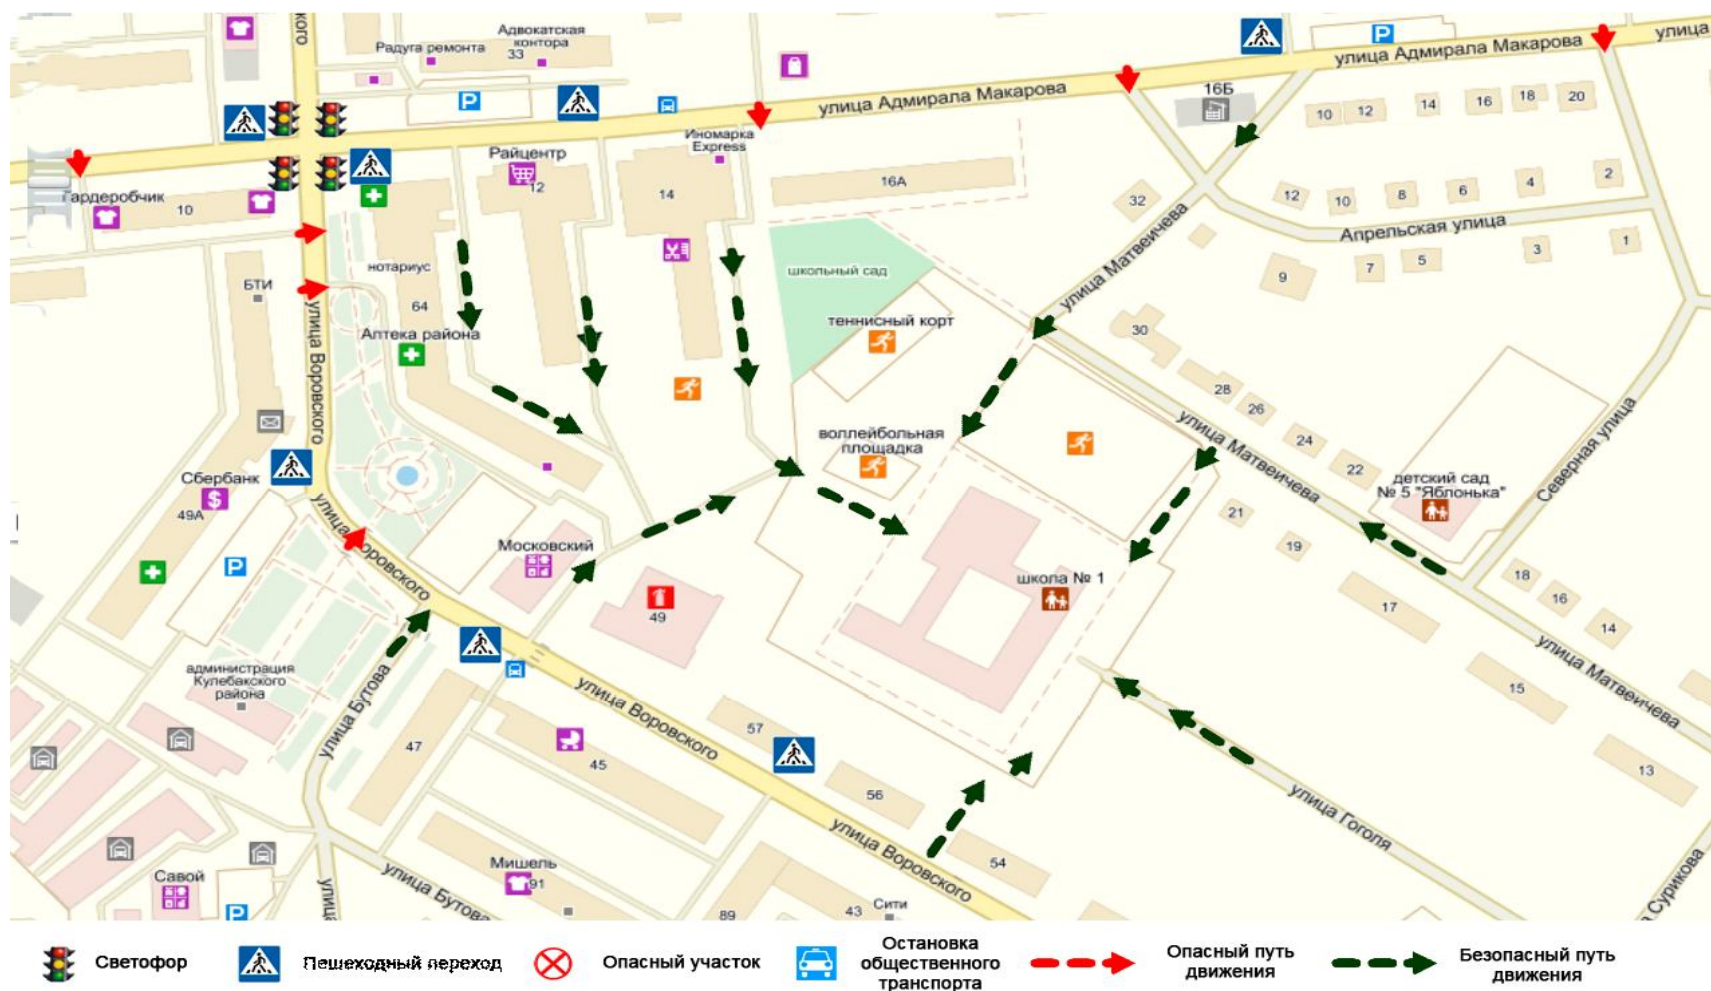 кого
Радуга ремонта
Адвокатская
контора
33
улица Адмирала Макарова
улица
улица Адмирала Макарова
16Б
10
12
14
16
18
20
Иномарка
Express
Райцентр
12
14
16А
Гардеробчик
10
32
12
10
8
6
4
2
Апрельская улица
улица Матвеичева
9
7
5
3
1
нотариус
БТИ
64
школьный сад
теннисный корт
Аптека района
улица Воровского
30
28
26
24
22
улица Матвеичева
воллейбольная
площадка
детский сад
№ 5 "Яблонька"
Северная улица
Сбербанк
49А
21
19
улица Воровского
Московский
49
школа № 1
18
16
14
17
15
13
улица Матвеичева
администрация
Кулебакского
района
улица Бутова
47
45
57
56
54
улица Воровского
улица Воровского
улица Гоголя
а Сурикова
Савой
Мишель
91
89
43
Сити
улица Бутова
улиц
Светофор
Пешеходный переход
Опасный участок
Остановка
общественного
транспорта
Опасный путь
движения
Безопасный путь
движения